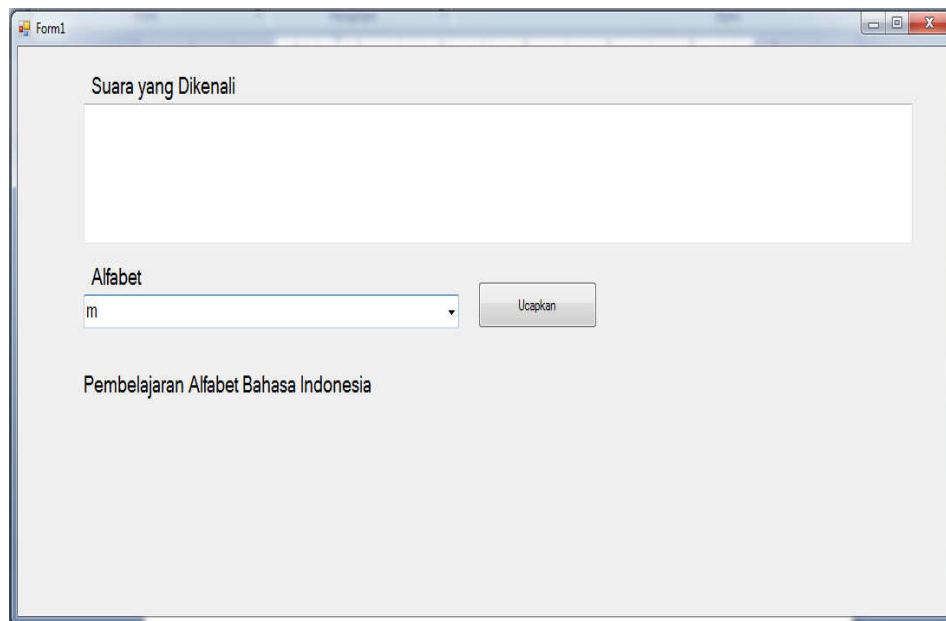 Form1
Suara yang Dikenali
Alfabet
m
Ucapkan
Pembelajaran Alfabet Bahasa Indonesia